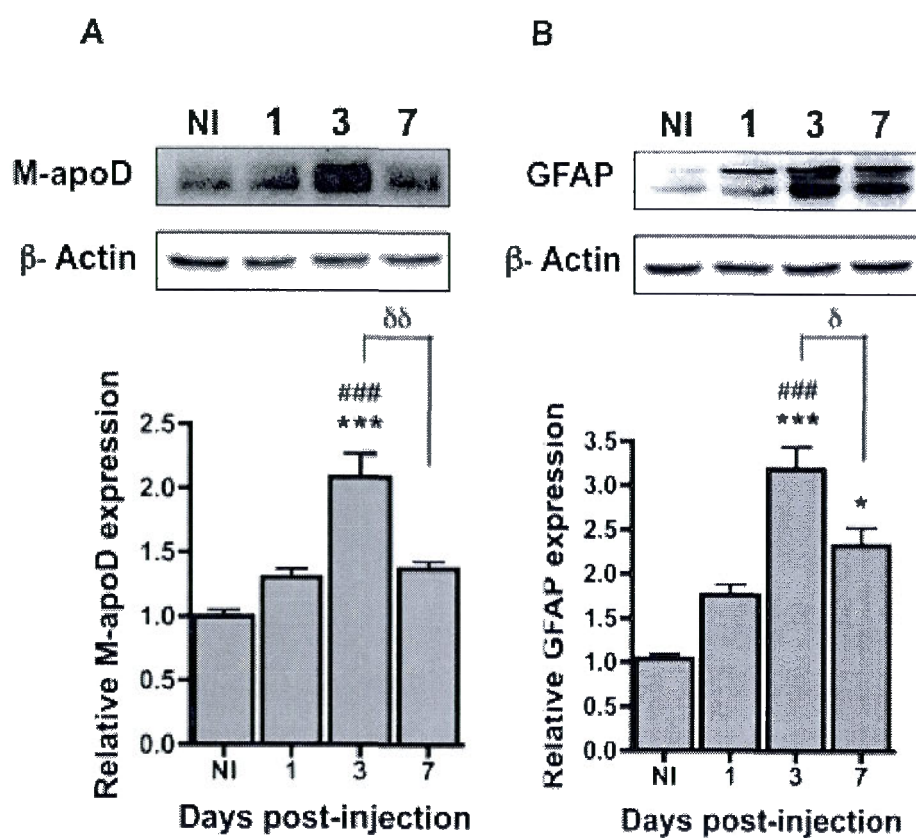 A
NI 1 3 7
M-apoD
β- Actin
δδ
###
***
Relative M-apoD expression
2.5
2.0
1.5
1.0
0.5
0.0
NI 1 3 7
Days post-injection
B
NI 1 3 7
GFAP
β- Actin
δ
###
***
*
Relative GFAP expression
3.5
3.0
2.5
2.0
1.5
1.0
0.5
0.0
NI 1 3 7
Days post-injection